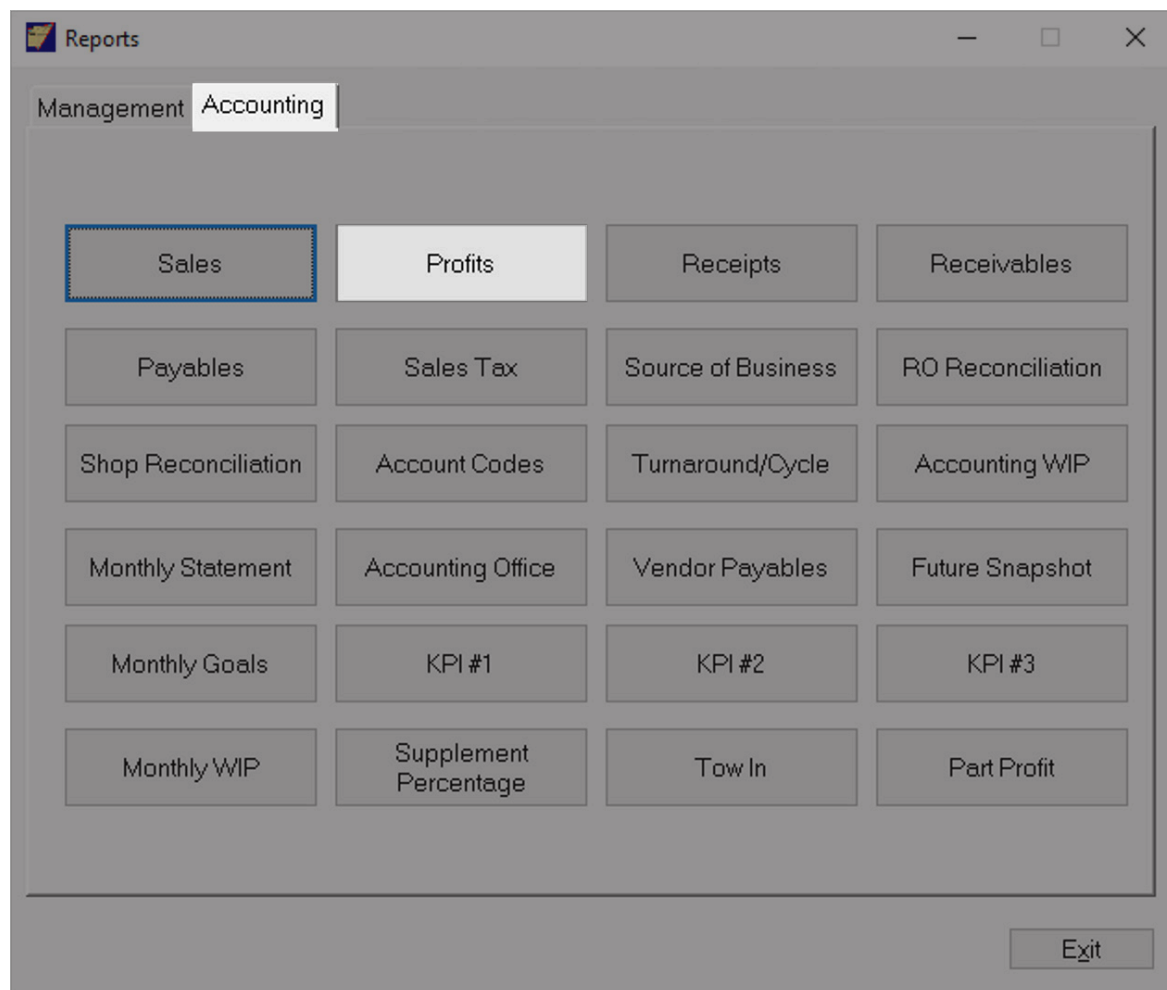 Reports
Management Accounting
Sales Profits Receipts Receivables
Payables Sales Tax Source of Business RO Reconciliation
Shop Reconciliation Account Codes Turnaround/Cycle Accounting WIP
Monthly Statement Accounting Office Vendor Payables Future Snapshot
Monthly Goals KPI #1 KPI #2 KPI #3
Monthly WIP Supplement Percentage Tow In Part Profit
Exit